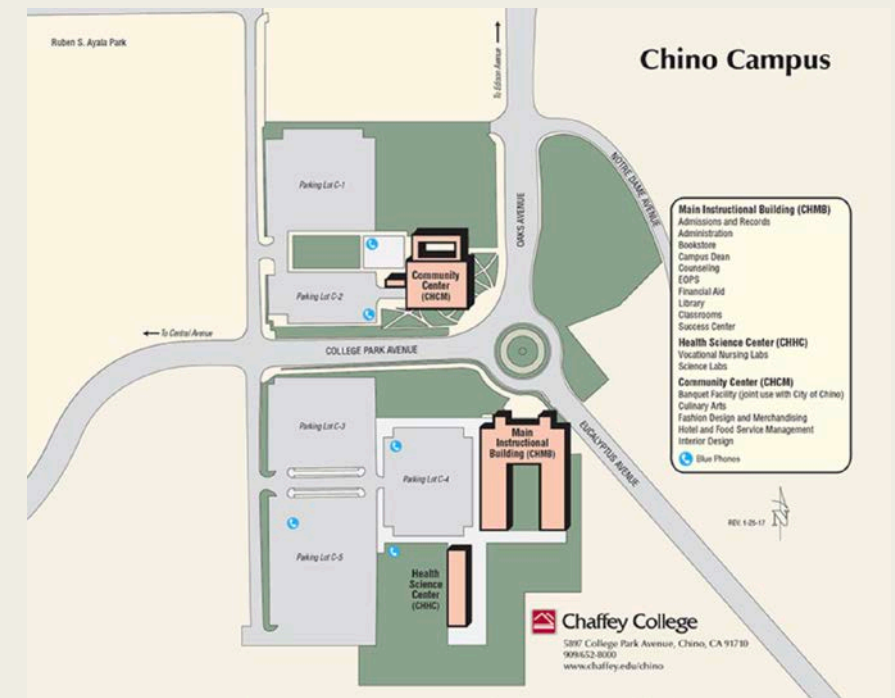 Ruben S. Ayala Park
To Edison Avenue
Chino Campus
Parking Lot C-1
OAKS AVENUE
NOTRE DAME AVENUE
Community
Center
(CHCM)
Parking Lot C-2
To Central Avenue
COLLEGE PARK AVENUE
Main Instructional Building (CHMB)
Admissions and Records
Administration
Bookstore
Campus Dean
Counseling
EOPS
Financial Aid
Library
Classrooms
Success Center
Health Science Center (CHHC)
Vocational Nursing Labs
Science Labs
Community Center (CHCM)
Banquet Facility (joint use with City of Chino)
Culinary Arts
Fashion Design and Merchandising
Hotel and Food Service Management
Interior Design
Blue Phones
Parking Lot C-3
Main
Instructional
Building (CHMB)
EUCALYPTUS AVENUE
Parking Lot C-4
REV. 1-25-17
N
Parking Lot C-5
Health
Science
Center
(CHHC)
Chaffey College
5897 College Park Avenue, Chino, CA 91710
909/652-8000
www.chaffey.edu/chino